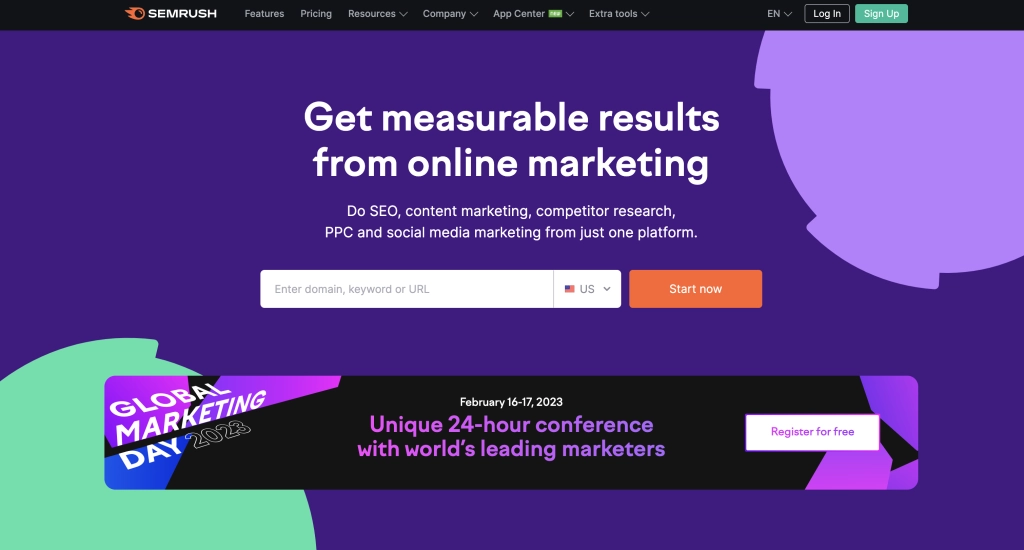 SEMRUSH
Features Pricing Resources Company App Center new Extra tools EN Log In Sign Up
Get measurable results
from online marketing
Do SEO, content marketing, competitor research,
PPC and social media marketing from just one platform.
Enter domain, keyword or URL US Start now
GLOBAL
MARKETING
DAY 2023
February 16-17, 2023
Unique 24-hour conference
with world's leading marketers
Register for free